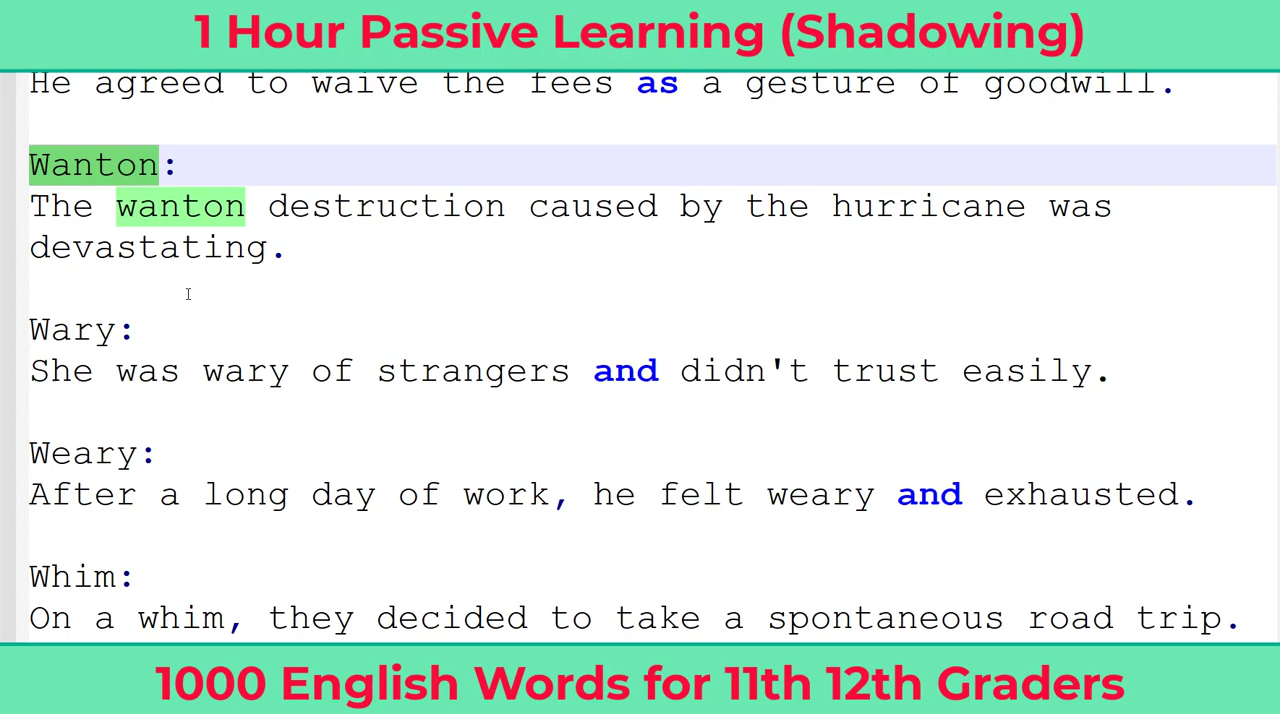 1 Hour Passive Learning (Shadowing)
He agreed to waive the fees as a gesture of goodwill.
Wanton:
The wanton destruction caused by the hurricane was
devastating.
Wary:
She was wary of strangers and didn't trust easily.
Weary:
After a long day of work, he felt weary and exhausted.
Whim:
On a whim, they decided to take a spontaneous road trip.
1000 English Words for 11th 12th Graders